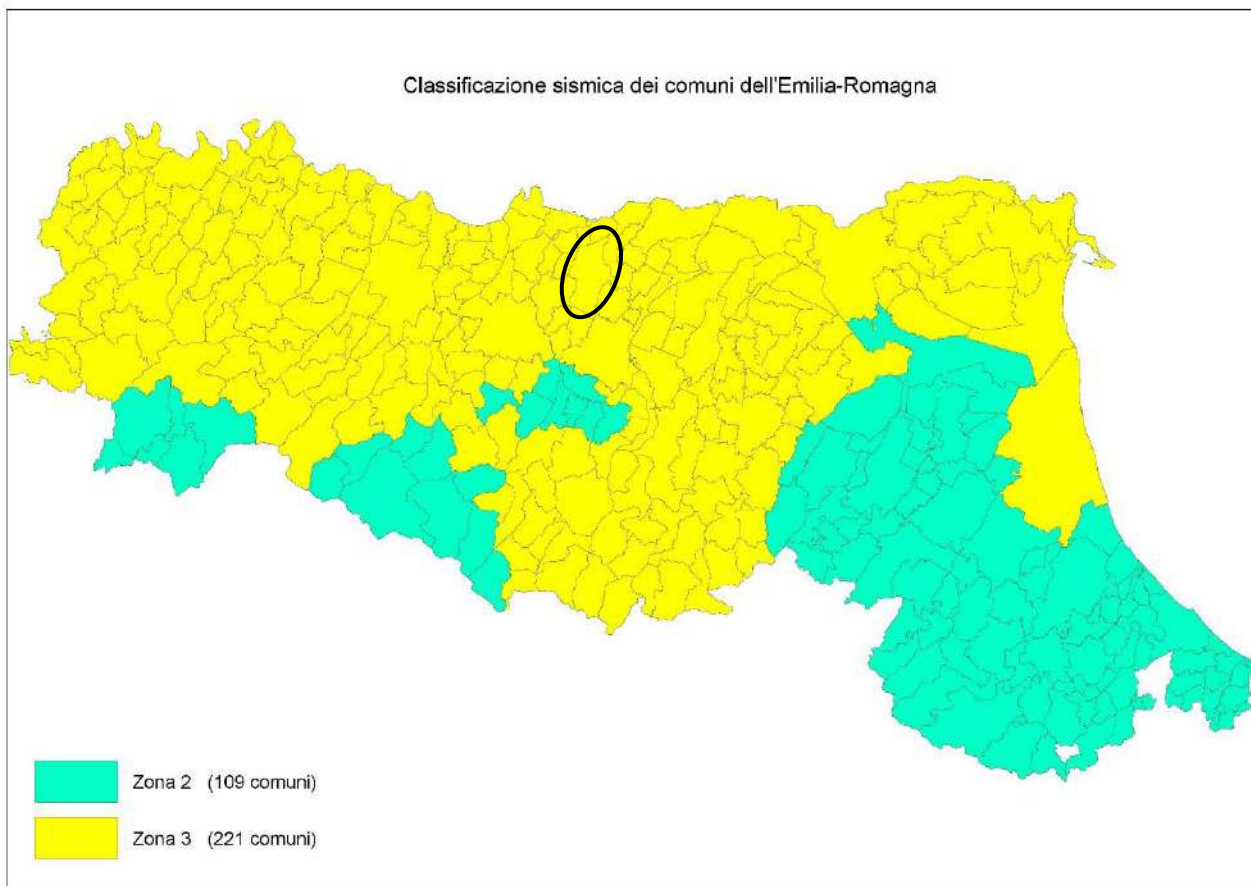 Classificazione sismica dei comuni dell'Emilia-Romagna
Zona 2 (109 comuni)
Zona 3 (221 comuni)